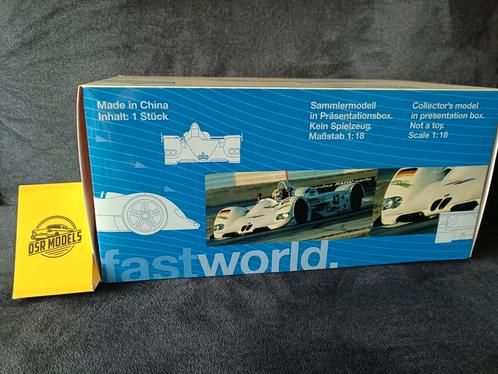 Made in China
Inhalt: 1 Stück
Sammlermodell
in Präsentationsbox.
Kein Spielzeug.
Maßstab 1:18
Collector's model
in presentation box.
Not a toy.
Scale 1:18
fastworld.
DSR MODELS